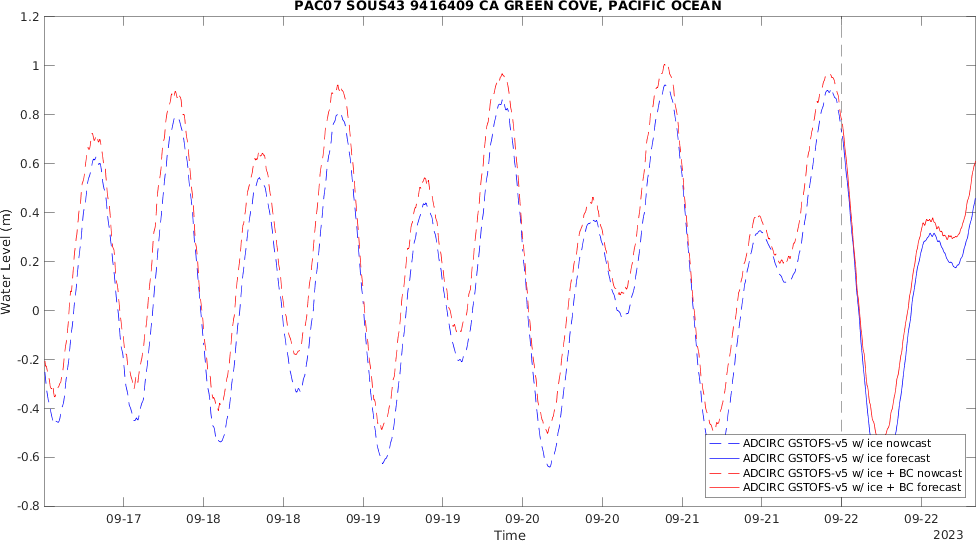 PAC07 SOUS43 9416409 CA GREEN COVE, PACIFIC OCEAN
1.2
1
0.8
0.6
0.4
0.2
0
-0.2
-0.4
-0.6
-0.8
Water Level (m)
ADCIRC GSTOFS-v5 w/ ice nowcast
ADCIRC GSTOFS-v5 w/ ice forecast
ADCIRC GSTOFS-v5 w/ ice + BC nowcast
ADCIRC GSTOFS-v5 w/ ice + BC forecast
09-17 09-18 09-18 09-19 09-19 09-20 09-20 09-21 09-21 09-22 09-22
Time
2023